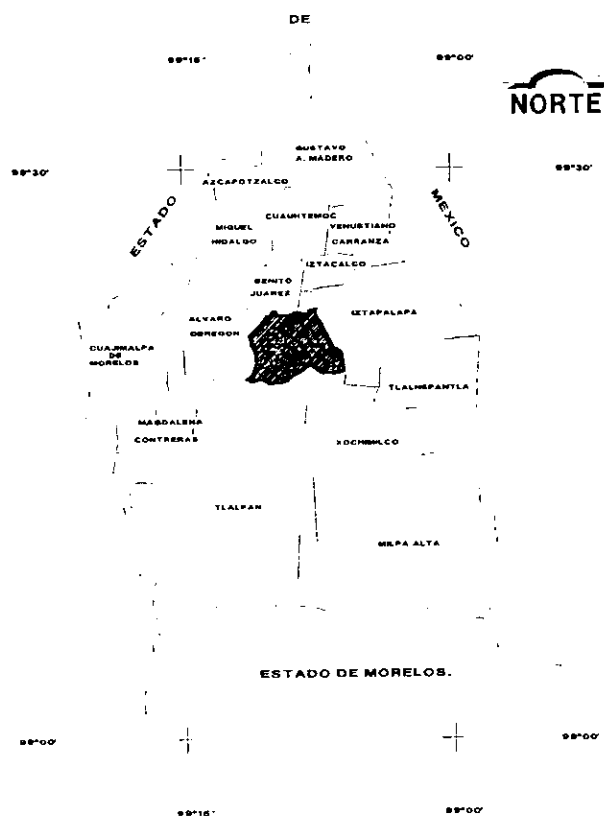 DE
99°15'
99°00'
NORTE
GUSTAVO
A. MADERO
99°30'
99°30'
AZCAPOTZALCO
ESTADO
MEXICO
CUAUHTEMOC
MIGUEL
HIDALGO
VENUSTIANO
CARRANZA
IZTACALCO
BENITO
JUAREZ
ALVARO
OBREGON
IZTAPALAPA
CUAJIMALPA
DE
MORELOS
TLALNEPANTLA
MAGDALENA
CONTRERAS
XOCHIMILCO
TLALPAN
MILPA ALTA
ESTADO DE MORELOS.
99°00'
99°00'
99°15'
99°00'